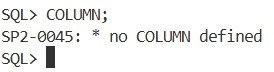 SQL> COLUMN;
SP2-0045: * no COLUMN defined
SQL>